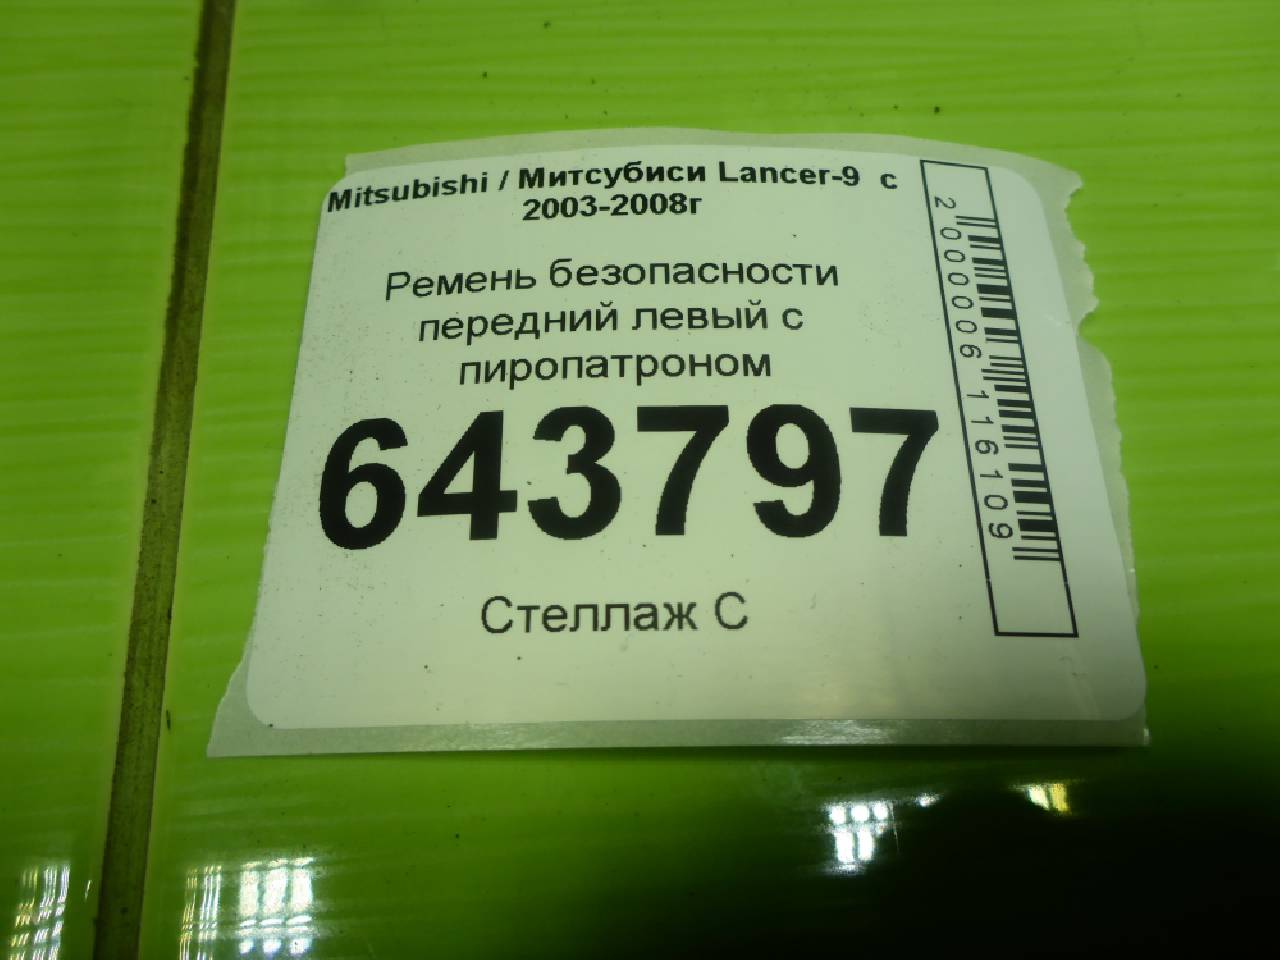 Mitsubishi / Митсубиси Lancer-9 с
2003-2008г
Ремень безопасности
передний левый с
пиропатроном
643797
Стеллаж С
2000006116109